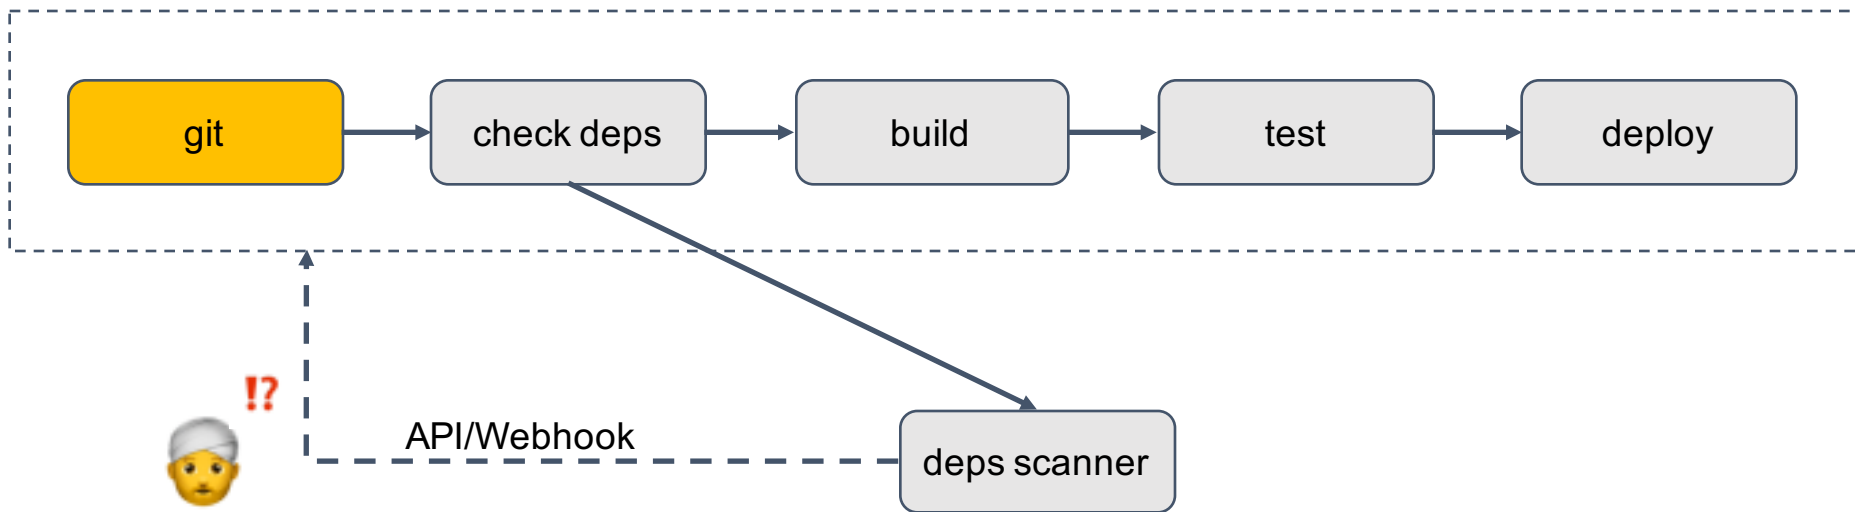 git
check deps
build
test
deploy
⁉
API/Webhook
deps scanner